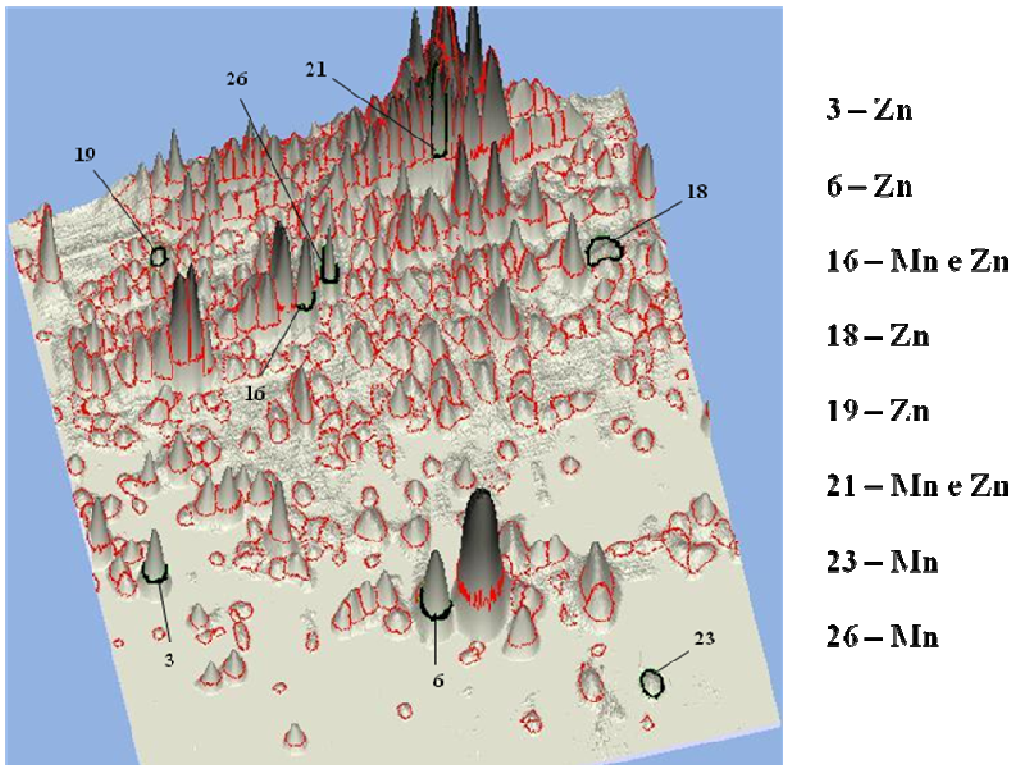 21
26
19
18
16
3
6
23
3 – Zn
6 – Zn
16 – Mn e Zn
18 – Zn
19 – Zn
21 – Mn e Zn
23 – Mn
26 – Mn